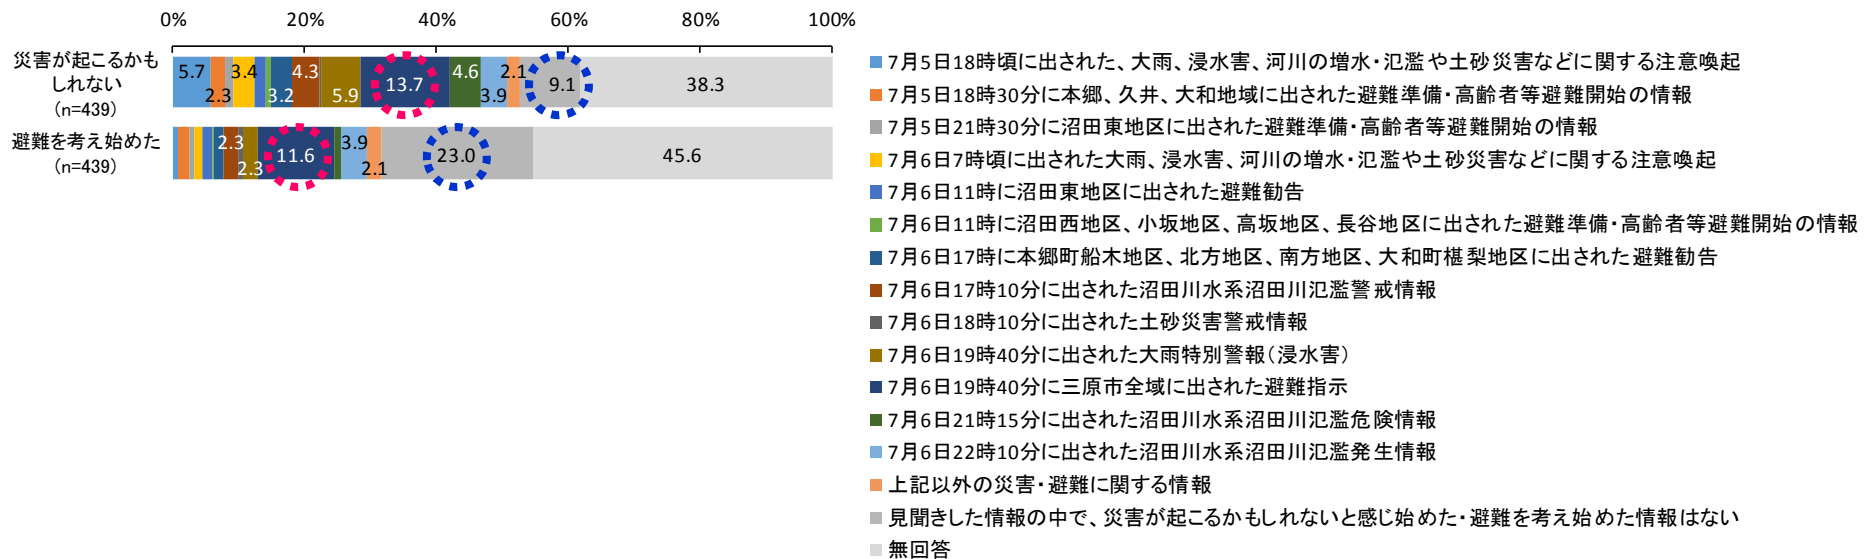 0% 20% 40% 60% 80% 100%
災害が起こるかも
しれない
(n=439)
5.7 2.3 3.4 3.2 4.3 5.9 13.7 4.6 3.9 2.1 9.1 38.3
避難を考え始めた
(n=439)
2.3 2.3 11.6 3.9 2.1 23.0 45.6
7月5日18時頃に出された、大雨、浸水害、河川の増水・氾濫や土砂災害などに関する注意喚起
7月5日18時30分に本郷、久井、大和地域に出された避難準備・高齢者等避難開始の情報
7月5日21時30分に沼田東地区に出された避難準備・高齢者等避難開始の情報
7月6日7時頃に出された大雨、浸水害、河川の増水・氾濫や土砂災害などに関する注意喚起
7月6日11時に沼田東地区に出された避難勧告
7月6日11時に沼田西地区、小坂地区、高坂地区、長谷地区に出された避難準備・高齢者等避難開始の情報
7月6日17時に本郷町船木地区、北方地区、南方地区、大和町椹梨地区に出された避難勧告
7月6日17時10分に出された沼田川水系沼田川氾濫警戒情報
7月6日18時10分に出された土砂災害警戒情報
7月6日19時40分に出された大雨特別警報(浸水害)
7月6日19時40分に三原市全域に出された避難指示
7月6日21時15分に出された沼田川水系沼田川氾濫危険情報
7月6日22時10分に出された沼田川水系沼田川氾濫発生情報
上記以外の災害・避難に関する情報
見聞きした情報の中で、災害が起こるかもしれないと感じ始めた・避難を考え始めた情報はない
無回答